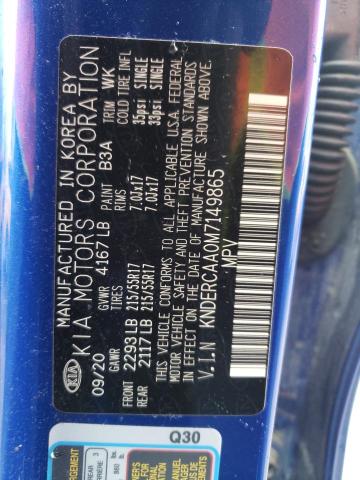 MANUFACTURED IN KOREA BY
KIA KIA MOTORS CORPORATION
09/20 GVWR 4167 LB PAINT B3A TRIM WK
GAWR TIRES RIMS COLD TIRE INFL
2293 LB 215/55R17 7.0JX17 35psi SINGLE
2117 LB 215/55R17 7.0JX17 33psi SINGLE
THIS VEHICLE CONFORMS TO ALL APPLICABLE U.S.A. FEDERAL
MOTOR VEHICLE SAFETY AND THEFT PREVENTION STANDARDS
IN EFFECT ON THE DATE OF MANUFACTURE SHOWN ABOVE.
V.I.N KNDERCAA0M7149865
MPV
Q30
REAR 3